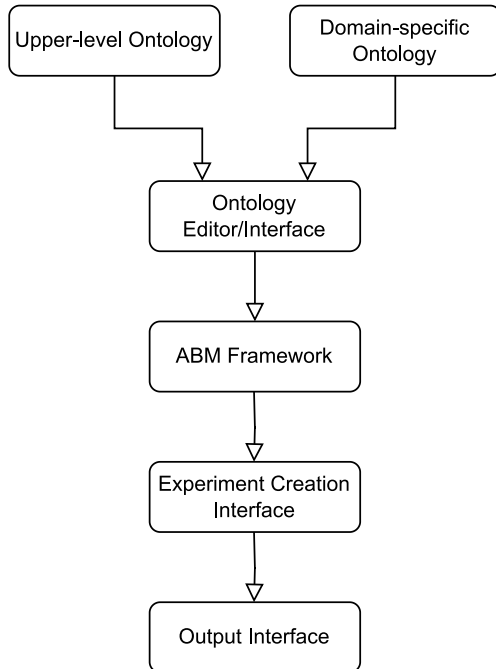 Upper-level Ontology
Domain-specific
Ontology
Ontology
Editor/Interface
ABM Framework
Experiment Creation
Interface
Output Interface